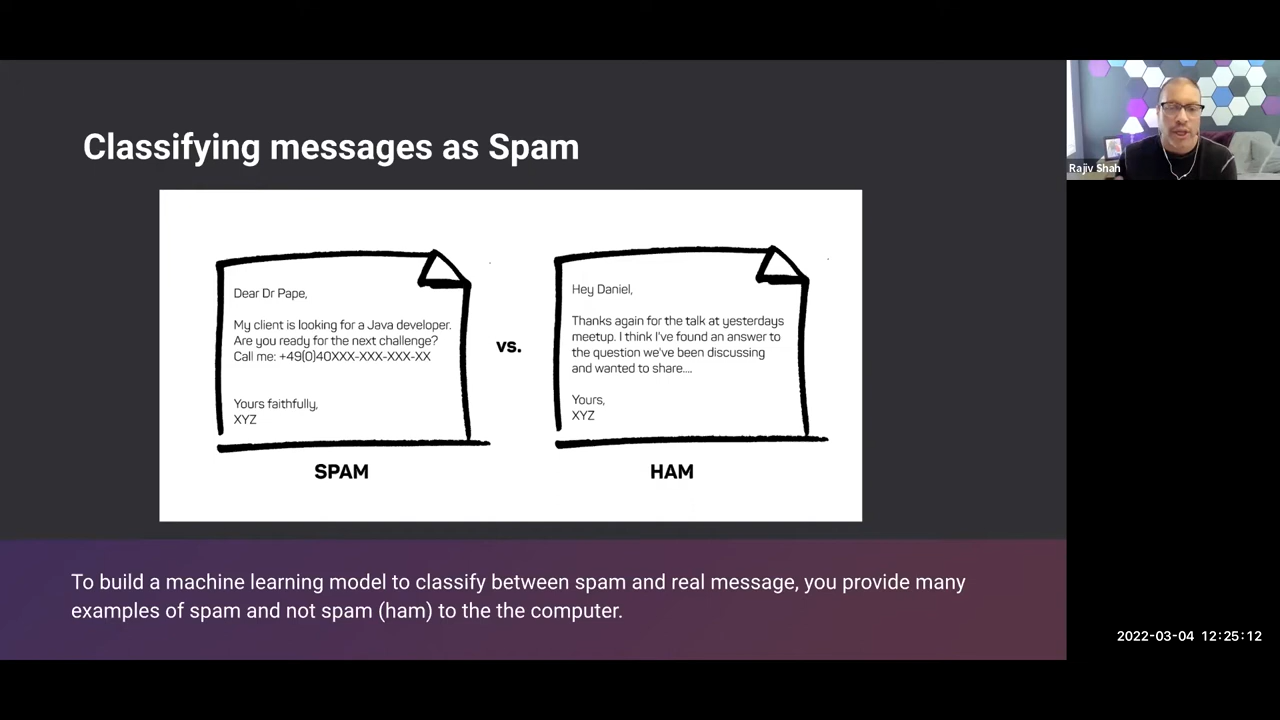 Classifying messages as Spam
Rajiv Shah
Dear Dr Pape,
My client is looking for a Java developer.
Are you ready for the next challenge?
Call me: +49(0)40XXX-XXX-XXX-XX
Yours faithfully,
XYZ
SPAM
vs.
Hey Daniel,
Thanks again for the talk at yesterdays
meetup. I think I've found an answer to
the question we've been discussing
and wanted to share....
Yours,
XYZ
HAM
To build a machine learning model to classify between spam and real message, you provide many
examples of spam and not spam (ham) to the the computer.
2022-03-04 12:25:12